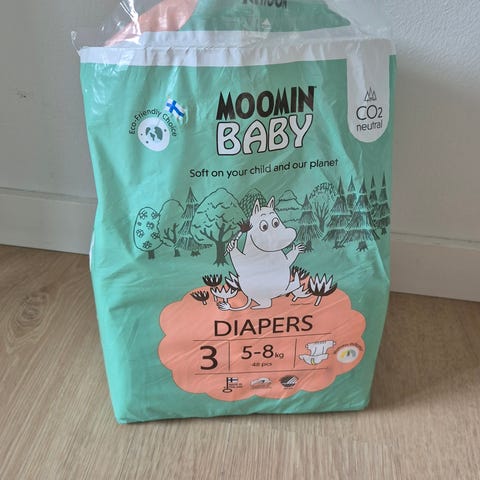 MOOMIN
BABY
Eco-Friendly Choice
CO2
neutral
Soft on your child and our planet
DIAPERS
3
5-8kg
48 pcs